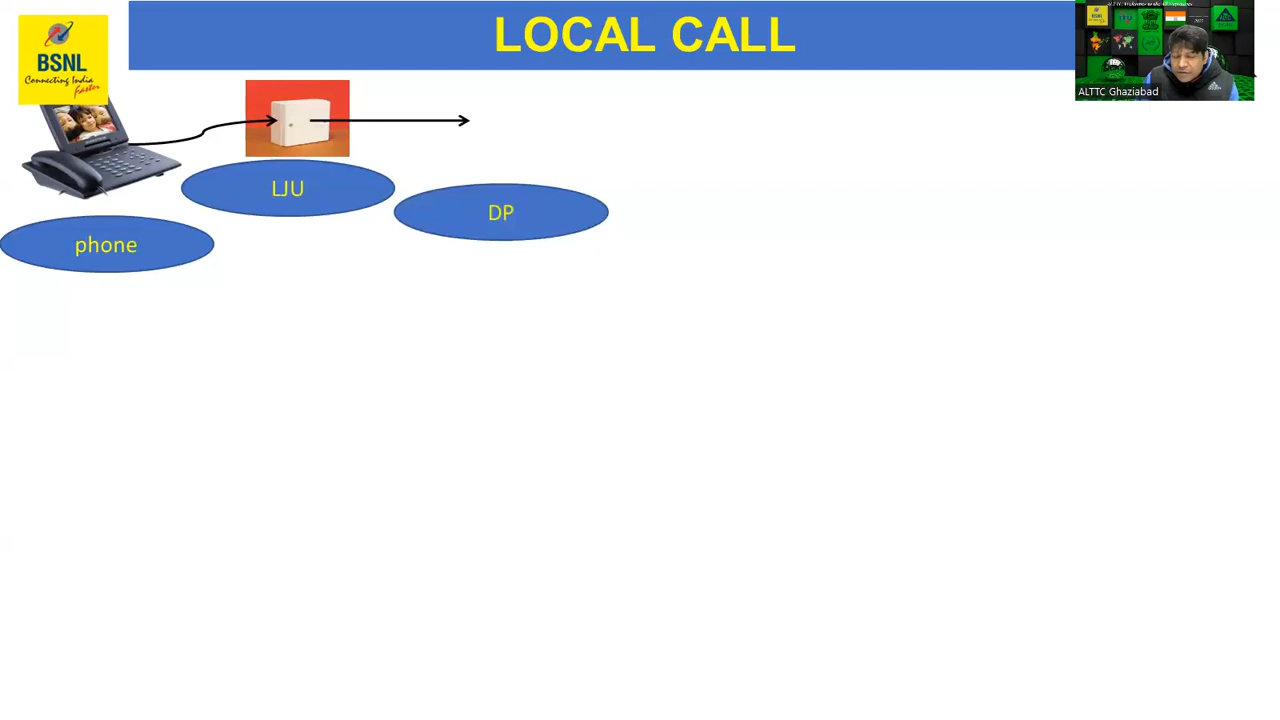 LOCAL CALL
BSNL
Connecting India
faster
ALTTC Ghaziabad
LJU
DP
phone